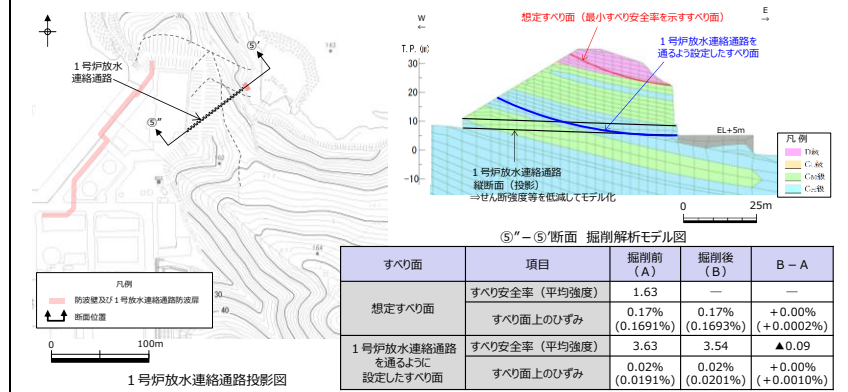 ⑤'
1号炉放水
連絡通路
⑤"
凡例
防波壁及び1号放水連絡通路防波扉
断面位置
0 100m
1号炉放水連絡通路投影図
W
E
想定すべり面(最小すべり安全率を示すすべり面)
T.P.(m)
1号炉放水連絡通路を
通るよう設定したすべり面
30
20
10
0
-10
EL+5m
凡例
D級
CL級
CM級
CH級
1号炉放水連絡通路
縦断面(投影)
⇒せん断強度等を低減してモデル化
0 25m
⑤"-⑤'断面 掘削解析モデル図
すべり面 項目 掘削前(A) 掘削後(B) B-A
想定すべり面 すべり安全率(平均強度) 1.63 — —
すべり面上のひずみ 0.17%(0.1691%) 0.17%(0.1693%) +0.00%(+0.0002%)
1号炉放水連絡通路を通るように設定したすべり面 すべり安全率(平均強度) 3.63 3.54 ▲0.09
すべり面上のひずみ 0.02%(0.0191%) 0.02%(0.0201%) +0.00%(+0.0010%)